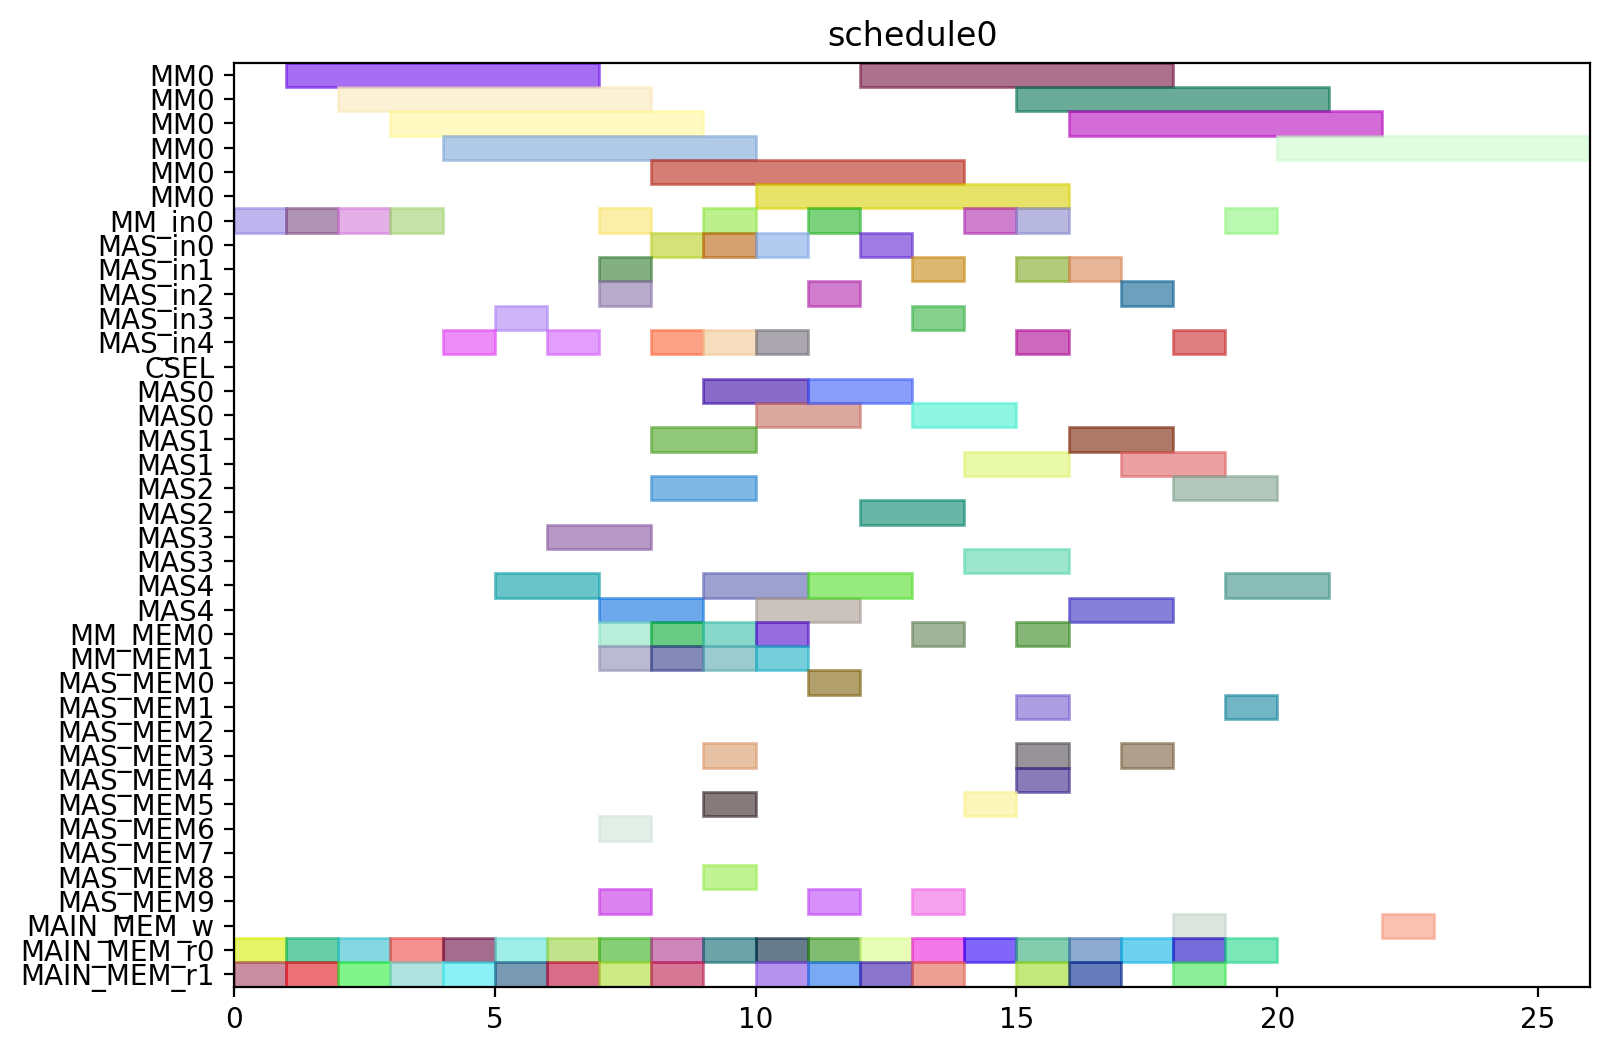 schedule0
MM0
MM0
MM0
MM0
MM0
MM0
MM_in0
MAS_in0
MAS_in1
MAS_in2
MAS_in3
MAS_in4
CSEL
MAS0
MAS0
MAS1
MAS1
MAS2
MAS2
MAS3
MAS3
MAS4
MAS4
MM_MEM0
MM_MEM1
MAS_MEM0
MAS_MEM1
MAS_MEM2
MAS_MEM3
MAS_MEM4
MAS_MEM5
MAS_MEM6
MAS_MEM7
MAS_MEM8
MAS_MEM9
MAIN_MEM_w
MAIN_MEM_r0
MAIN_MEM_r1
0 5 10 15 20 25